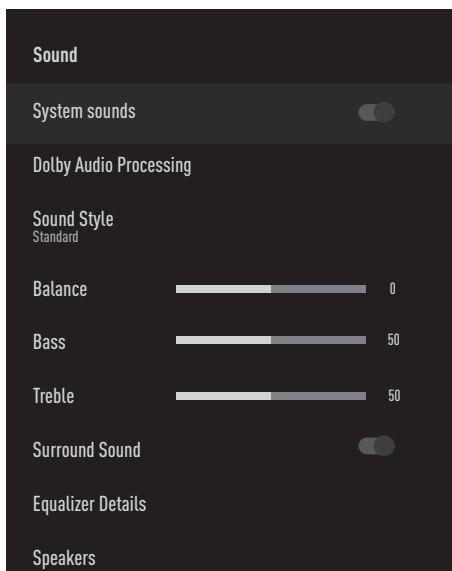 Sound
System sounds
Dolby Audio Processing
Sound Style
Standard
Balance 0
Bass 50
Treble 50
Surround Sound
Equalizer Details
Speakers